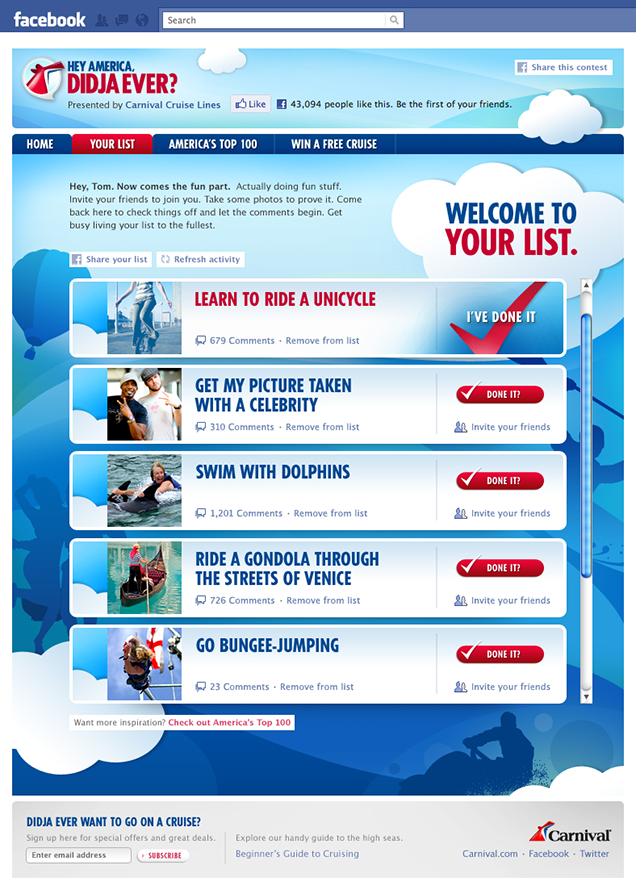 facebook
Search
HEY AMERICA,
DIDJA EVER?
Presented by Carnival Cruise Lines
Like
43,094 people like this. Be the first of your friends.
Share this contest
HOME
YOUR LIST
AMERICA'S TOP 100
WIN A FREE CRUISE
Hey, Tom. Now comes the fun part. Actually doing fun stuff.
Invite your friends to join you. Take some photos to prove it. Come
back here to check things off and let the comments begin. Get
busy living your list to the fullest.
WELCOME TO
YOUR LIST.
Share your list
Refresh activity
LEARN TO RIDE A UNICYCLE
679 Comments · Remove from list
I'VE DONE IT
GET MY PICTURE TAKEN
WITH A CELEBRITY
310 Comments · Remove from list
DONE IT?
Invite your friends
SWIM WITH DOLPHINS
1,201 Comments · Remove from list
DONE IT?
Invite your friends
RIDE A GONDOLA THROUGH
THE STREETS OF VENICE
726 Comments · Remove from list
DONE IT?
Invite your friends
GO BUNGEE-JUMPING
23 Comments · Remove from list
DONE IT?
Invite your friends
Want more inspiration? Check out America's Top 100
DIDJA EVER WANT TO GO ON A CRUISE?
Sign up here for special offers and great deals.
Enter email address
SUBSCRIBE
Explore our handy guide to the high seas.
Beginner's Guide to Cruising
Carnival
Carnival.com · Facebook · Twitter